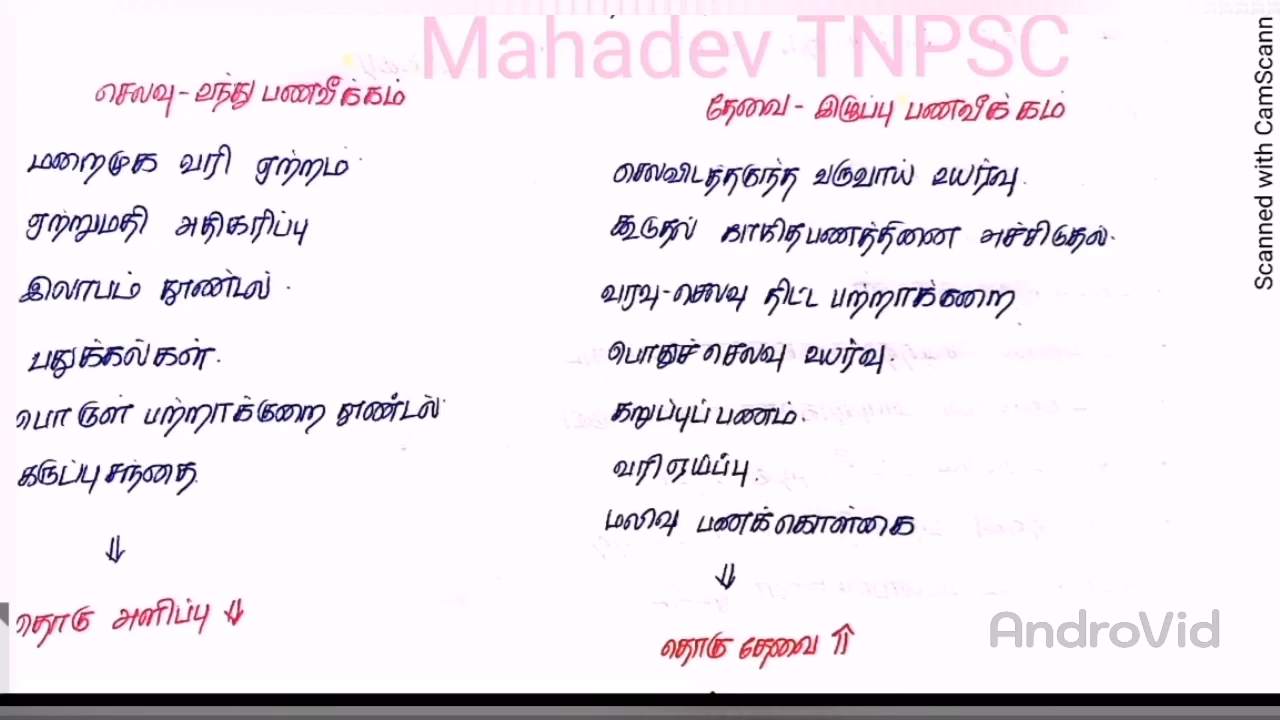 Mahadev TNPSC
செலவு - உந்து பணவீக்கம்
மறைமுக வரி ஏற்றம்
ஏற்றுமதி அதிகரிப்பு
இலாபம் தூண்டல்
பதுக்கல்கள்.
பொருள் பற்றாக்குறை தூண்டல்
கருப்பு சந்தை
⇓
தொகு அளிப்பு ⇓
தேவை - இழுப்பு பணவீக்கம்
செலவிடத்தகுந்த வருவாய் உயர்வு.
கூடுதல் காகிதபணத்தினை அச்சிடுதல்.
வரவு-செலவு திட்ட பற்றாக்குறை
பொதுச் செலவு உயர்வு.
கறுப்புப் பணம்.
வரி ஏய்ப்பு.
மலிவு பணக்கொள்கை
⇓
தொகு தேவை ⇑
Scanned with CamScann
AndroVid